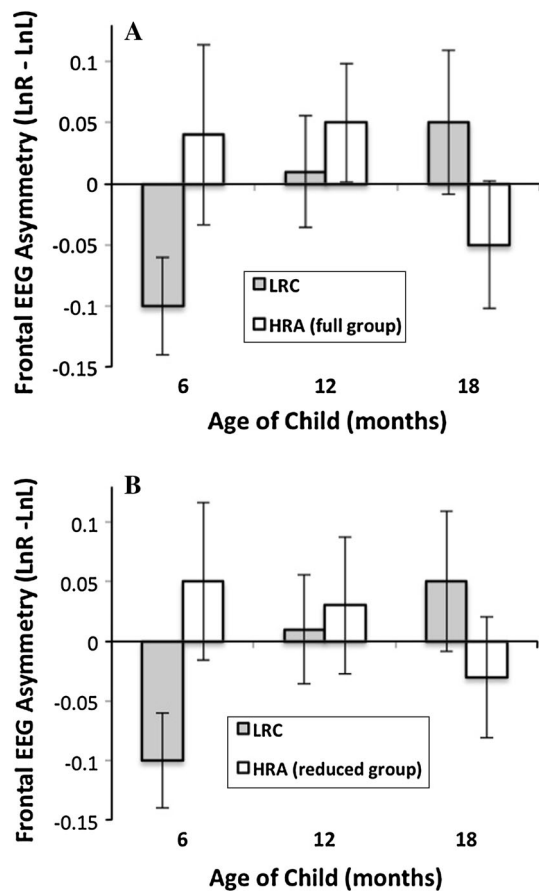 A
Frontal EEG Asymmetry (LnR - LnL)
0.1
0.05
0
-0.05
-0.1
-0.15
LRC
HRA (full group)
6 12 18
Age of Child (months)
B
Frontal EEG Asymmetry (LnR -LnL)
0.1
0.05
0
-0.05
-0.1
-0.15
LRC
HRA (reduced group)
6 12 18
Age of Child (months)